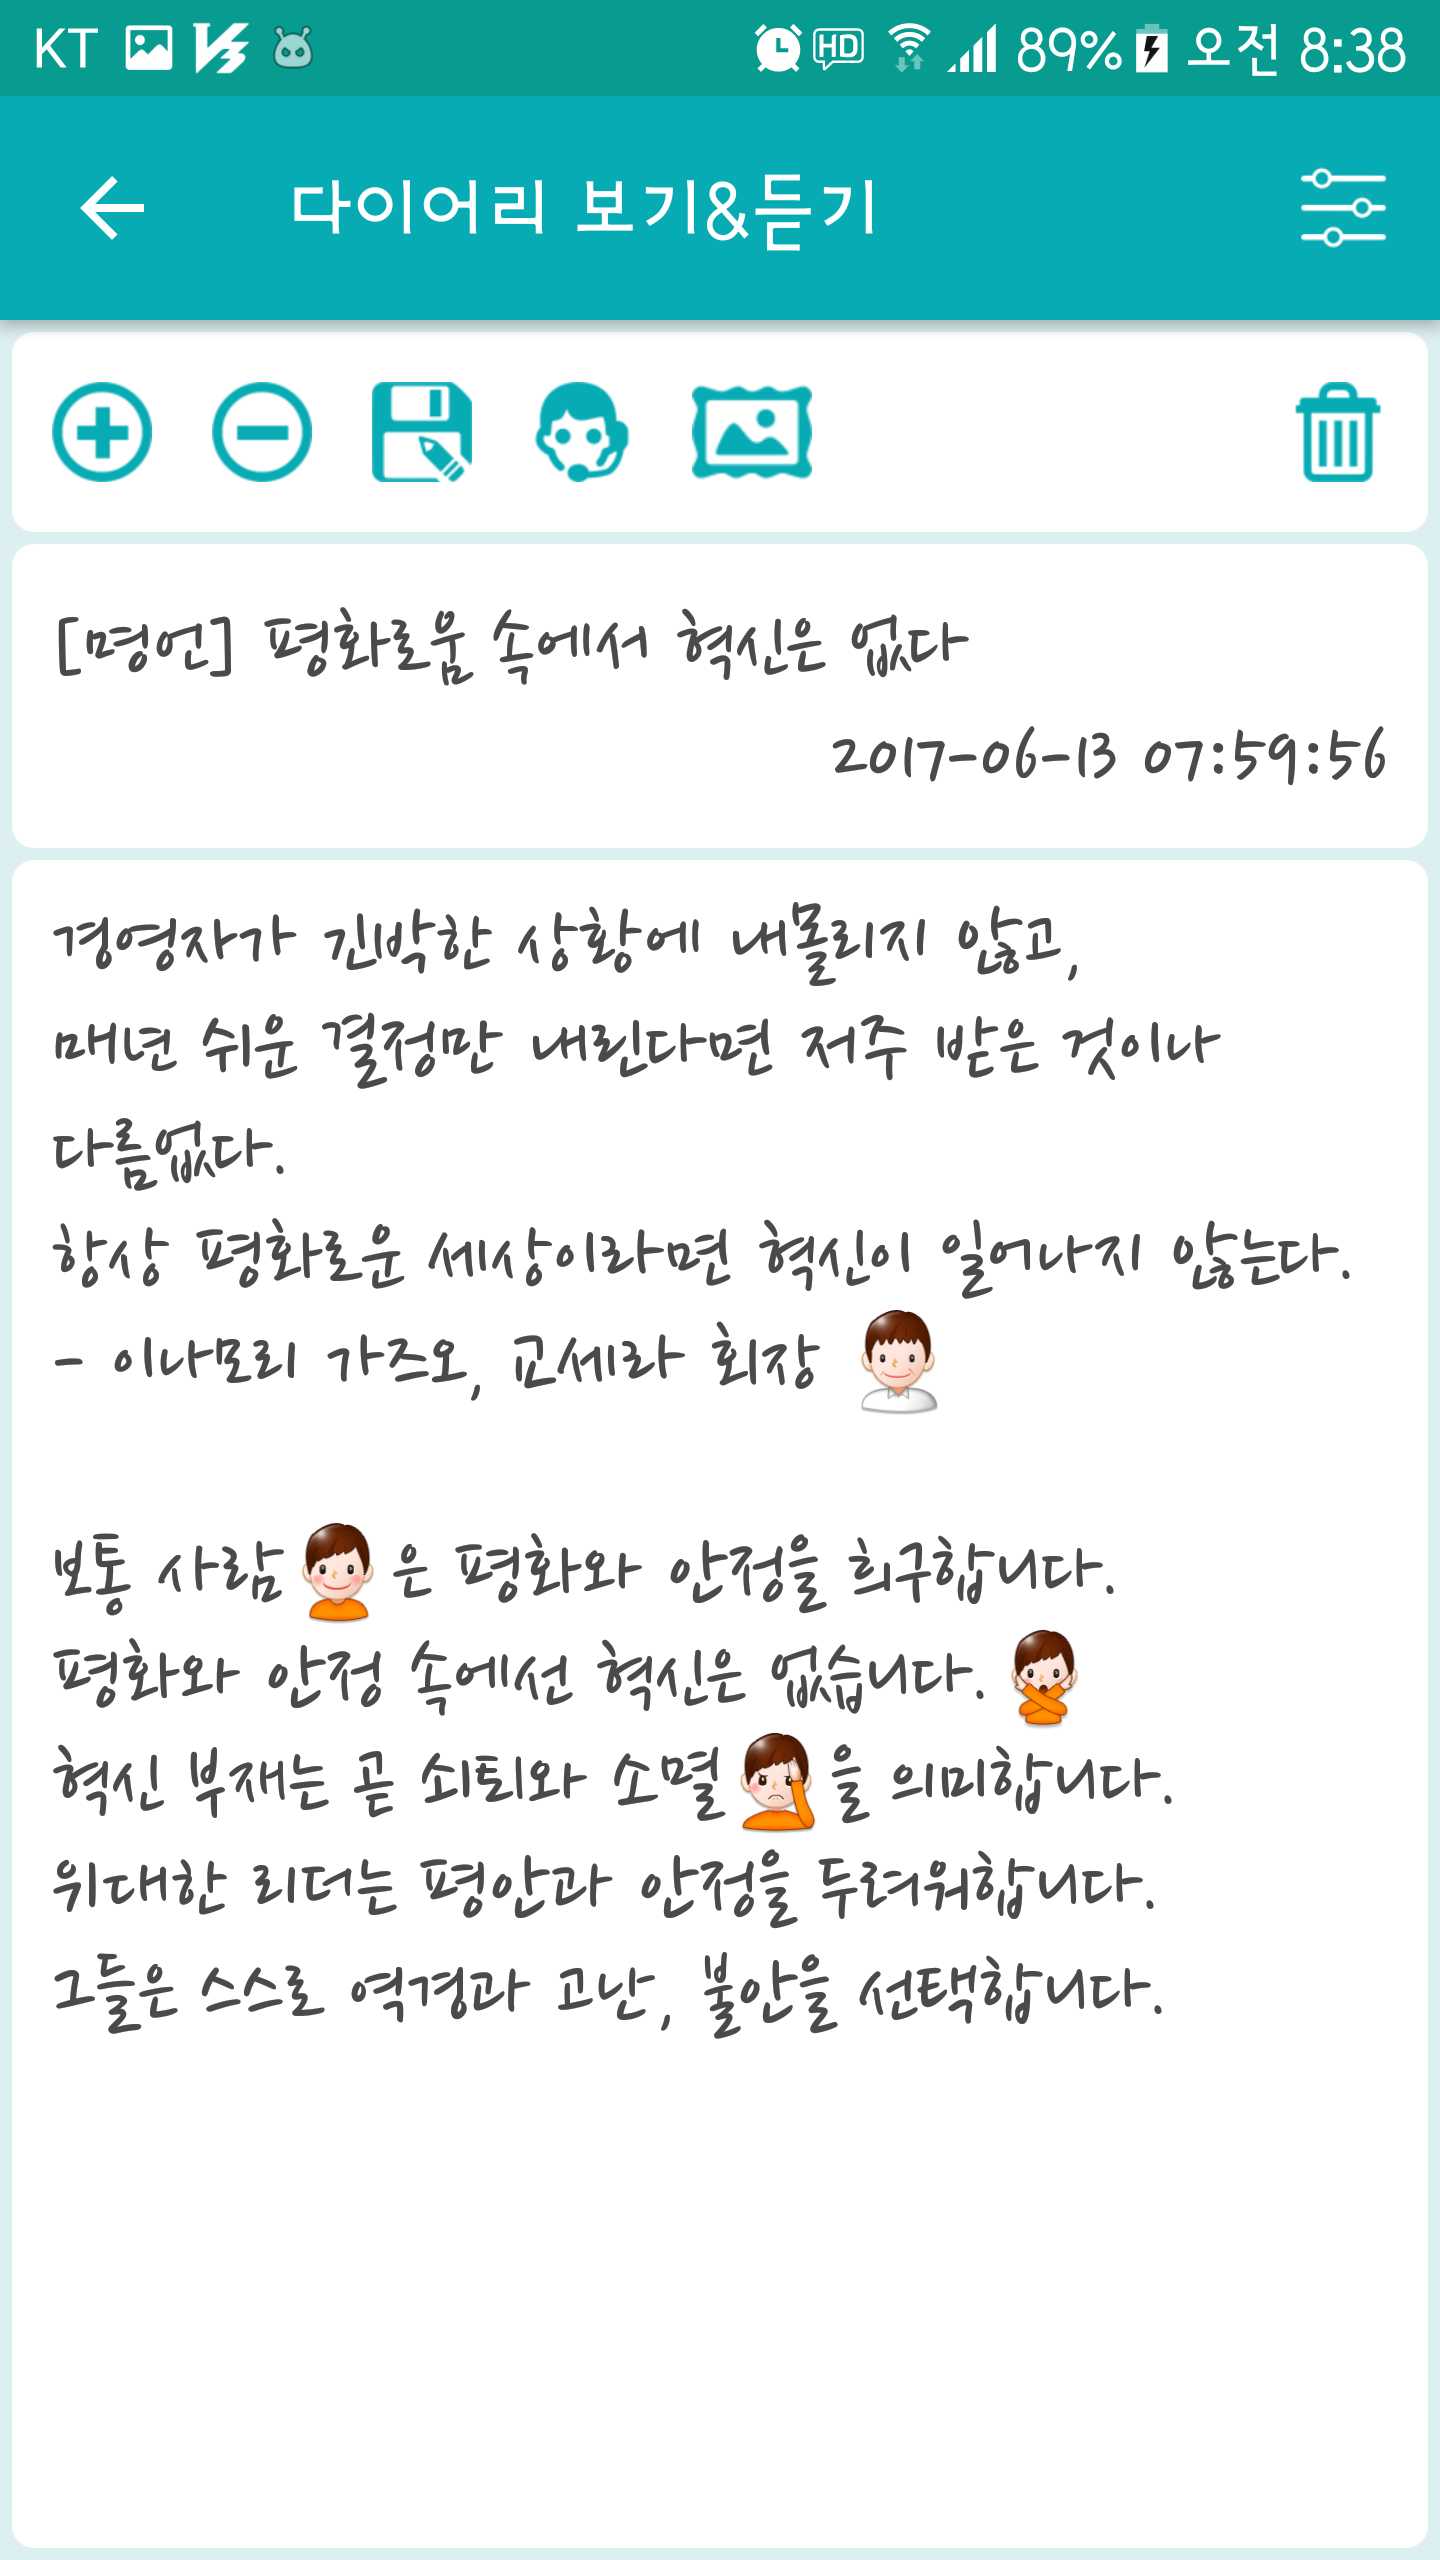 KT HD 89% 오전 8:38
다이어리 보기&듣기
[명언] 평화로움 속에서 혁신은 없다
2017-06-13 07:59:56
경영자가 긴박한 상황에 내몰리지 않고,
매년 쉬운 결정만 내린다면 저주 받은 것이나
다름없다.
항상 평화로운 세상이라면 혁신이 일어나지 않는다.
- 이나모리 가즈오, 교세라 회장
보통 사람은 평화와 안정을 희구합니다.
평화와 안정 속에선 혁신은 없습니다.
혁신 부재는 곧 쇠퇴와 소멸을 의미합니다.
위대한 리더는 평안과 안정을 두려워합니다.
그들은 스스로 역경과 고난, 불안을 선택합니다.